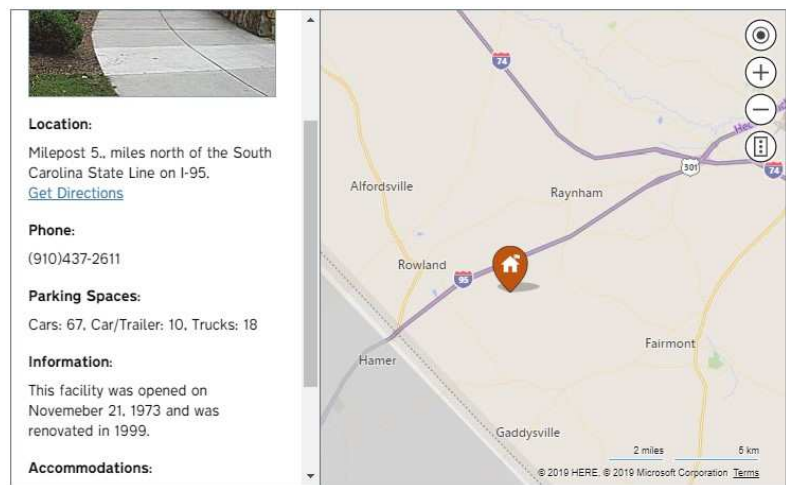 Location:
Milepost 5,, miles north of the South
Carolina State Line on I-95.
Get Directions
Phone:
(910)437-2611
Parking Spaces:
Cars: 67, Car/Trailer: 10, Trucks: 18
Information:
This facility was opened on
Novemeber 21, 1973 and was
renovated in 1999.
Accommodations:
74
301
74
Alfordsville
Raynham
Rowland
95
Fairmont
Hamer
Gaddysville
2 miles
5 km
© 2019 HERE, © 2019 Microsoft Corporation Terms